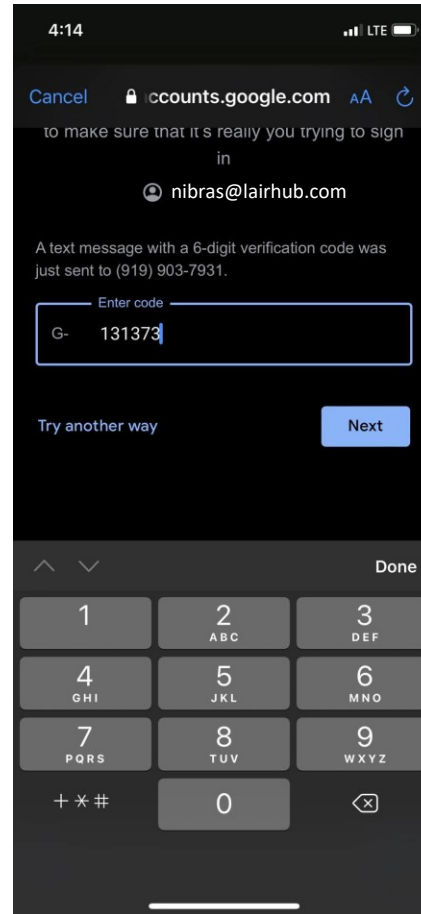 4:14
LTE
Cancel
ccounts.google.com
AA
to make sure that it's really you trying to sign
in
nibras@lairhub.com
A text message with a 6-digit verification code was
just sent to (919) 903-7931.
Enter code
G- 131373
Try another way
Next
Done
1
2
ABC
3
DEF
4
GHI
5
JKL
6
MNO
7
PQRS
8
TUV
9
WXYZ
+*#
0